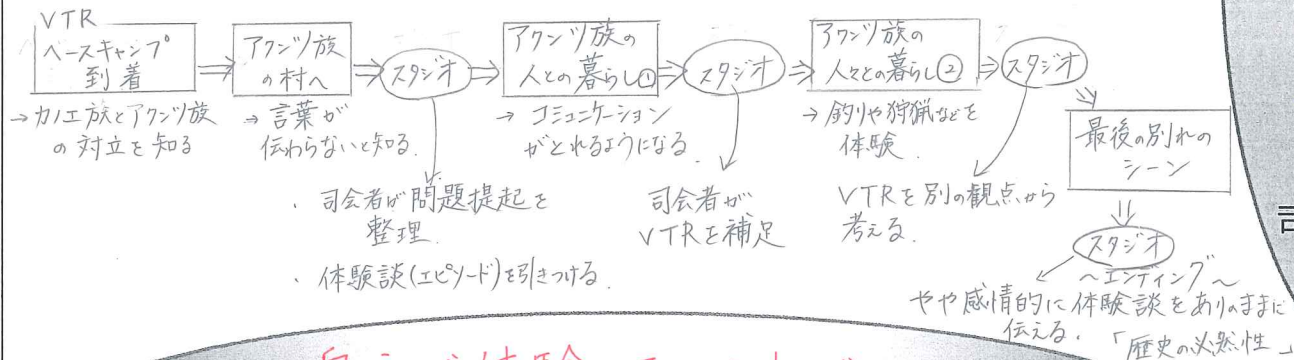 VTR
ベースキャンプ
到着
→カノエ族とアクンツ族
の対立を知る
アクンツ族
の村へ
→言葉が
伝わらないと知る.
スタジオ
・司会者が問題提起を
整理.
・体験談(エピソード)を引きつける.
アクンツ族の
人との暮らし①
→コミュニケーション
がとれるようになる.
スタジオ
司会者が
VTRを補足
アクンツ族の
人々との暮らし②
→釣りや狩猟などを
体験.
スタジオ
VTRを別の観点から
考える.
最後の別れの
シーン
スタジオ
〜エンディング〜
やや感情的に体験談をありのままに
伝える.
「歴史の必然性」